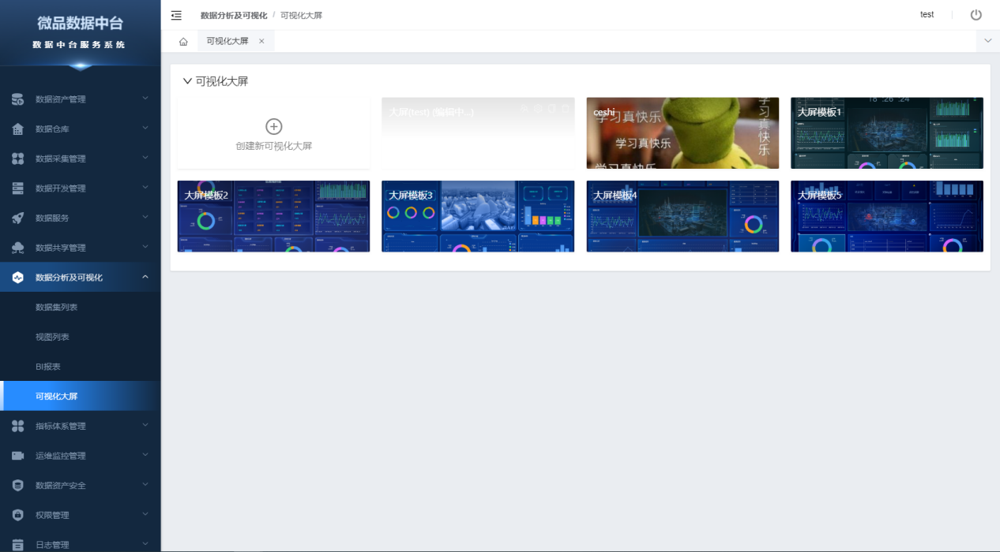 微品数据中台
数据中台服务系统
数据资产管理
数据仓库
数据采集管理
数据开发管理
数据服务
数据共享管理
数据分析及可视化
数据集列表
视图列表
BI报表
可视化大屏
指标体系管理
运维监控管理
数据资产安全
权限管理
日志管理
数据分析及可视化 / 可视化大屏
test
可视化大屏 ×
可视化大屏
创建新可视化大屏
大屏(test) (编辑中...)
ceshi
学习真快乐
学习真快乐
学习真快乐
学习真快乐
18:26:24
大屏模板1
大屏模板2
大屏模板3
大屏模板4
大屏模板5